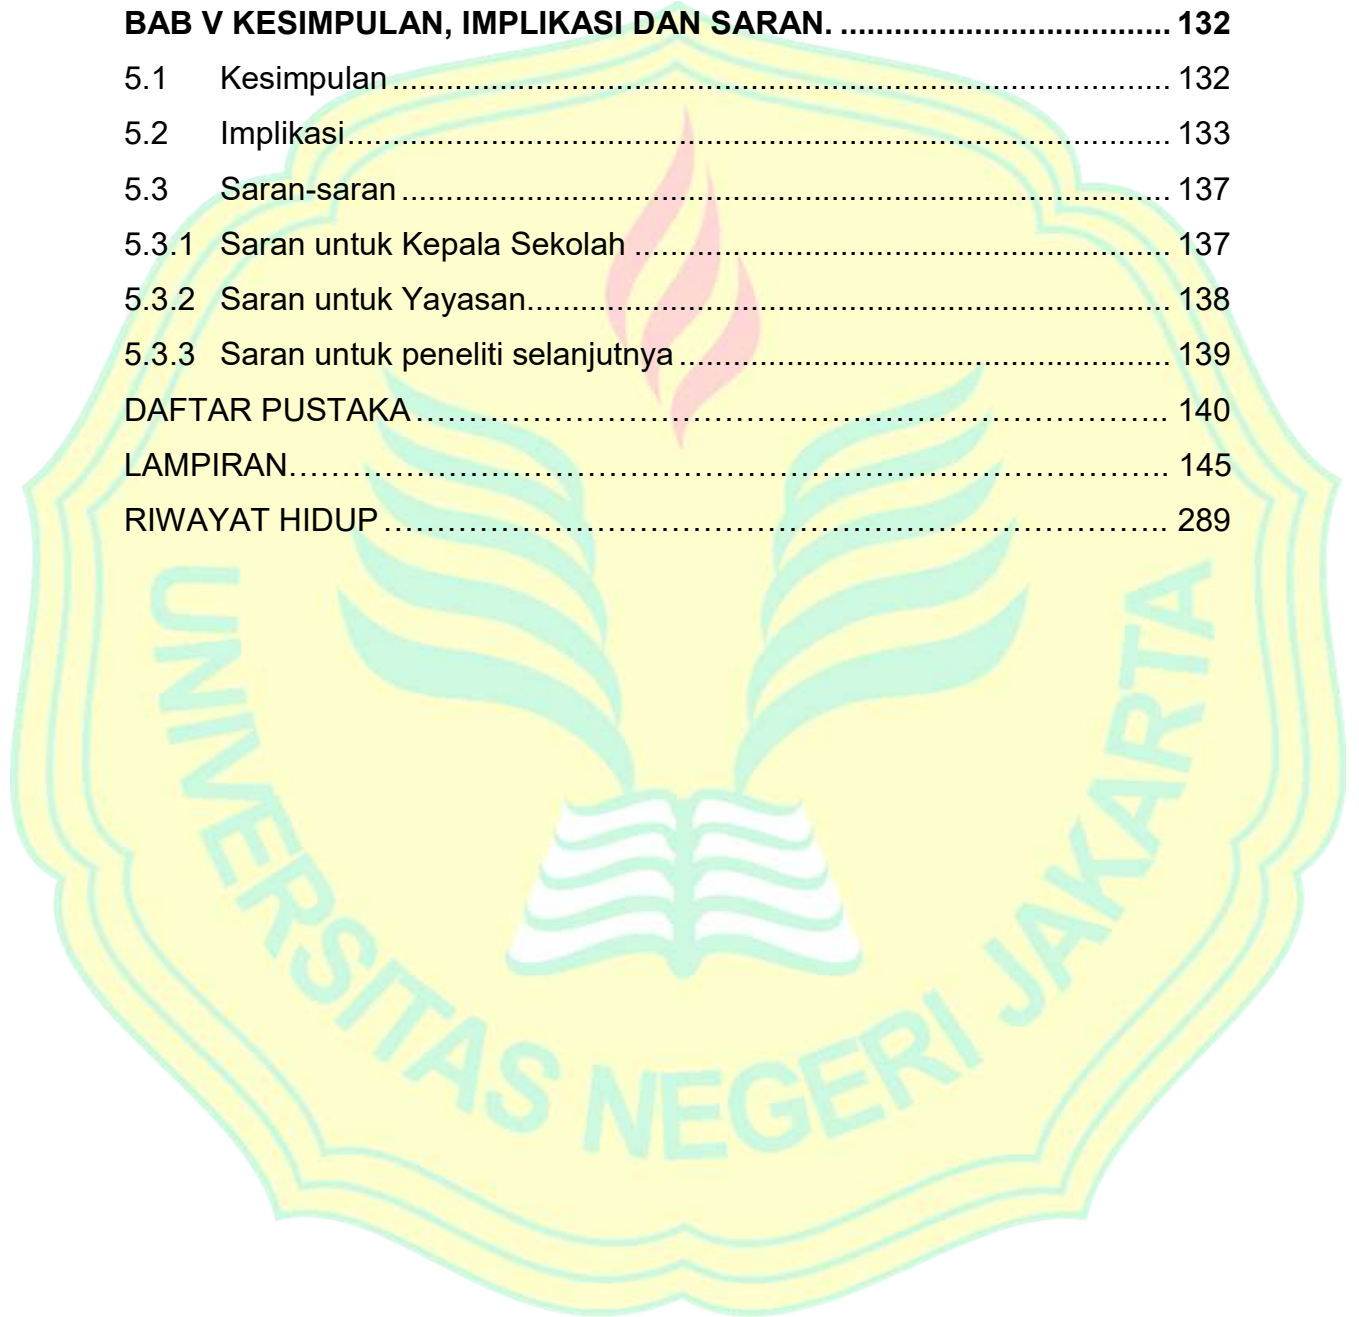 BAB V KESIMPULAN, IMPLIKASI DAN SARAN. ..................................... 132
5.1 Kesimpulan ....................................................................................... 132
5.2 Implikasi............................................................................................ 133
5.3 Saran-saran ...................................................................................... 137
5.3.1 Saran untuk Kepala Sekolah ............................................................ 137
5.3.2 Saran untuk Yayasan........................................................................ 138
5.3.3 Saran untuk peneliti selanjutnya ....................................................... 139
DAFTAR PUSTAKA……………………………………………………………….. 140
LAMPIRAN……………………………………………………………………….. 145
RIWAYAT HIDUP………………………………………………………………….. 289
UNIVERSITAS NEGERI JAKARTA